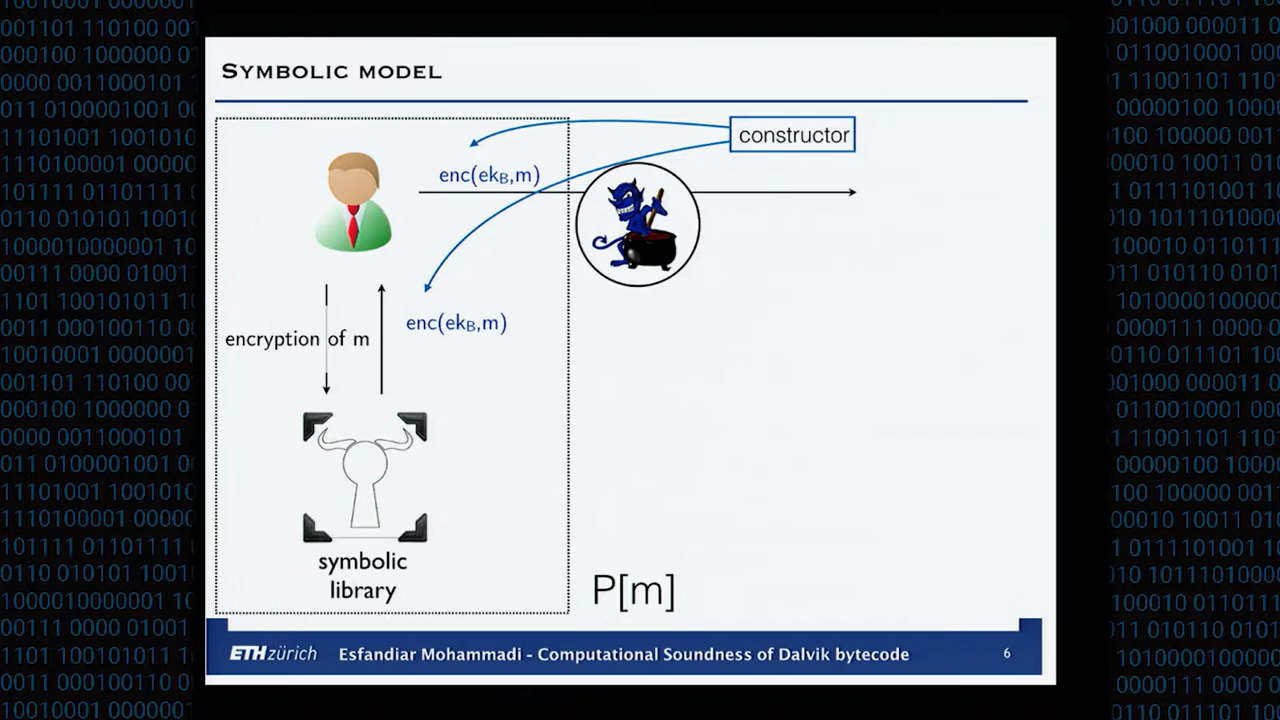 SYMBOLIC MODEL
constructor
enc(ekB,m)
enc(ekB,m)
encryption of m
symbolic
library
P[m]
ETH zürich
Esfandiar Mohammadi - Computational Soundness of Dalvik bytecode
6